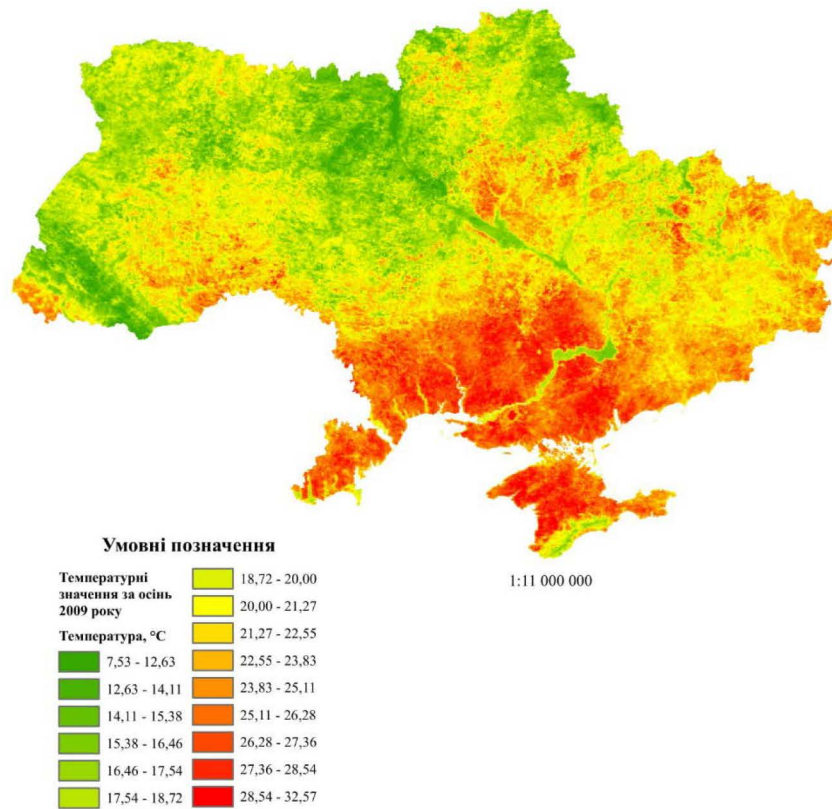 Умовні позначення
Температурні
значення за осінь
2009 року
Температура, °С
7,53 - 12,63
12,63 - 14,11
14,11 - 15,38
15,38 - 16,46
16,46 - 17,54
17,54 - 18,72
18,72 - 20,00
20,00 - 21,27
21,27 - 22,55
22,55 - 23,83
23,83 - 25,11
25,11 - 26,28
26,28 - 27,36
27,36 - 28,54
28,54 - 32,57
1:11 000 000